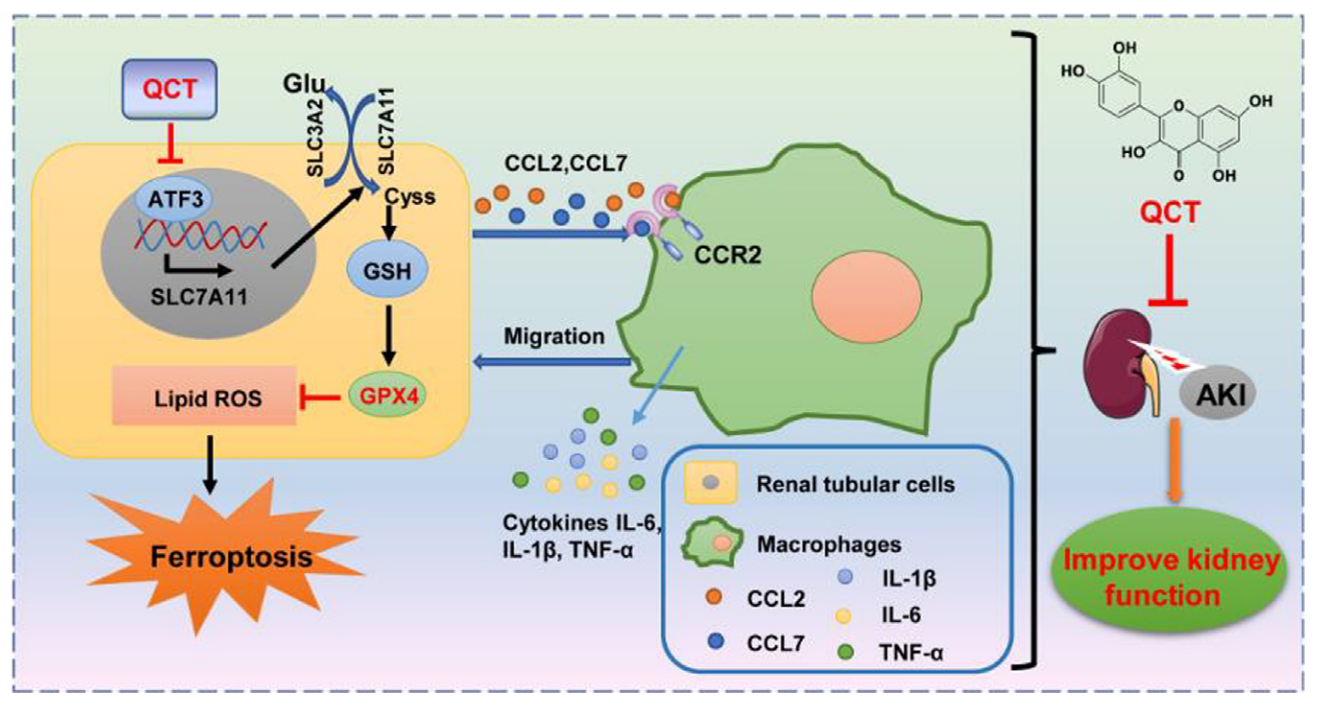 QCT
Glu
SLC3A2
SLC7A11
ATF3
SLC7A11
Cyss
GSH
GPX4
Lipid ROS
Ferroptosis
CCL2,CCL7
CCR2
Migration
Cytokines IL-6,
IL-1β, TNF-α
Renal tubular cells
Macrophages
CCL2
IL-1β
IL-6
CCL7
TNF-α
OH
HO
O
OH
HO
O
OH
QCT
AKI
Improve kidney
function